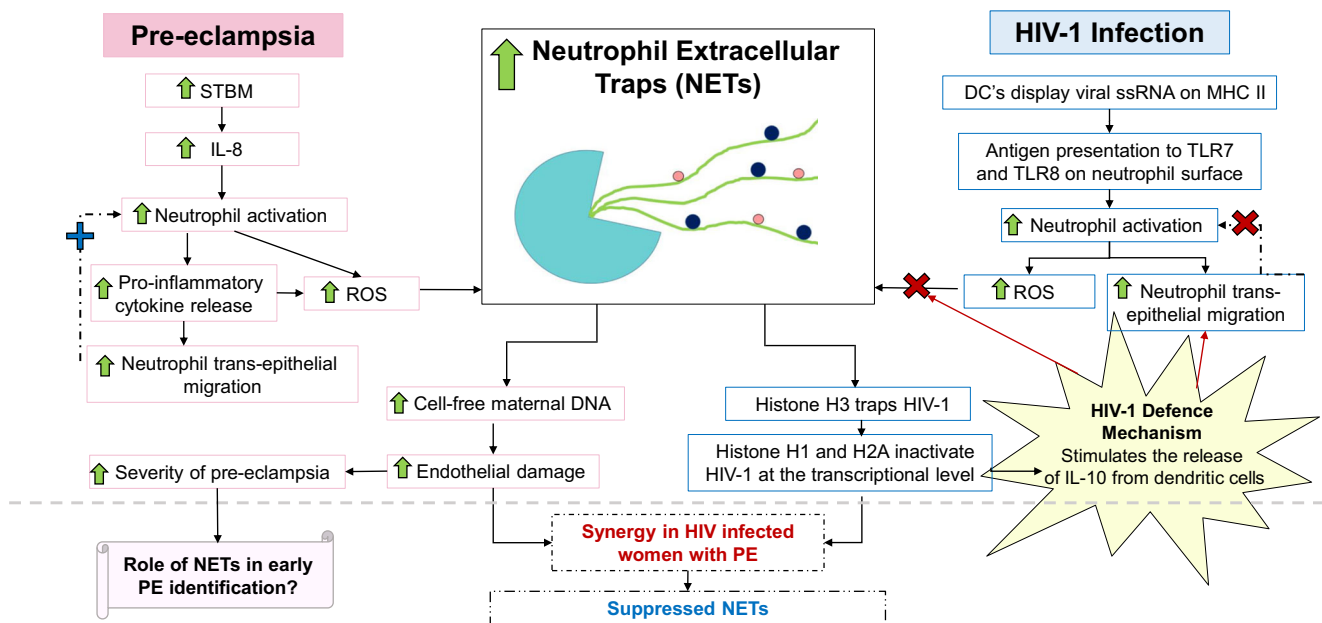 Pre-eclampsia
STBM
IL-8
Neutrophil activation
Pro-inflammatory
cytokine release
ROS
Neutrophil trans-epithelial
migration
Neutrophil Extracellular
Traps (NETs)
HIV-1 Infection
DC's display viral ssRNA on MHC II
Antigen presentation to TLR7
and TLR8 on neutrophil surface
Neutrophil activation
ROS
Neutrophil trans-
epithelial migration
Cell-free maternal DNA
Endothelial damage
Severity of pre-eclampsia
Histone H3 traps HIV-1
Histone H1 and H2A inactivate
HIV-1 at the transcriptional level
HIV-1 Defence
Mechanism
Stimulates the release
of IL-10 from dendritic cells
Role of NETs in early
PE identification?
Synergy in HIV infected
women with PE
Suppressed NETs